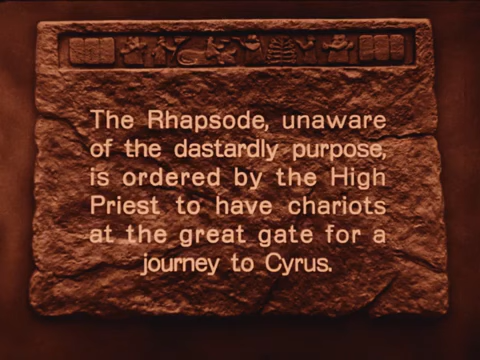 The Rhapsode, unaware
of the dastardly purpose,
is ordered by the High
Priest to have chariots
at the great gate for a
journey to Cyrus.